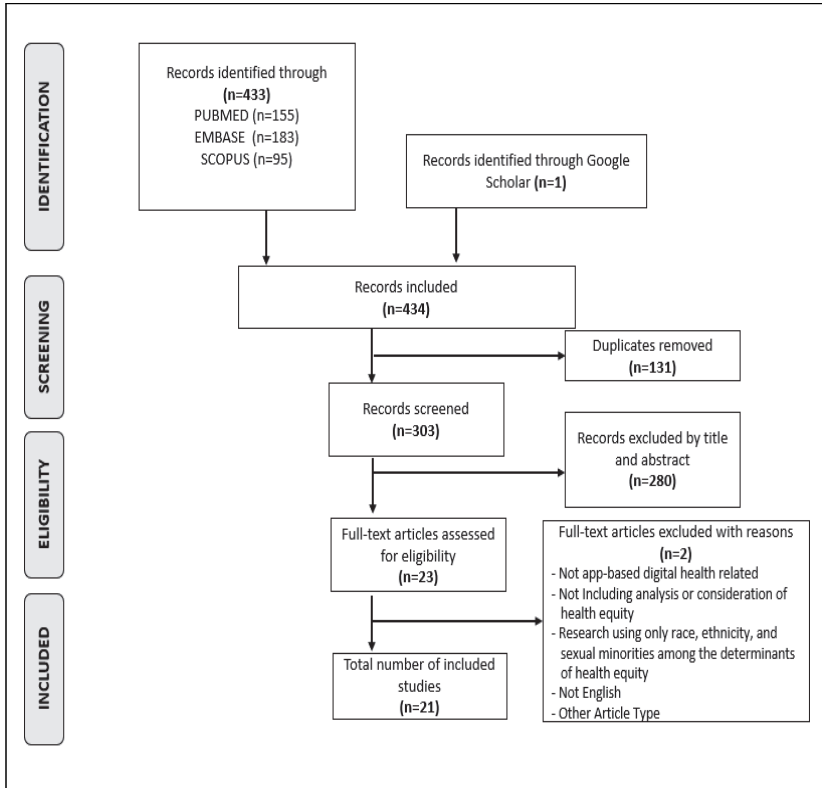 IDENTIFICATION
Records identified through
(n=433)
PUBMED (n=155)
EMBASE (n=183)
SCOPUS (n=95)
Records identified through Google
Scholar (n=1)
Records included
(n=434)
SCREENING
Duplicates removed
(n=131)
Records screened
(n=303)
Records excluded by title
and abstract
(n=280)
ELIGIBILITY
Full-text articles assessed
for eligibility
(n=23)
Full-text articles excluded with reasons
(n=2)
- Not app-based digital health related
- Not Including analysis or consideration of
health equity
- Research using only race, ethnicity, and
sexual minorities among the determinants
of health equity
- Not English
- Other Article Type
INCLUDED
Total number of included
studies
(n=21)